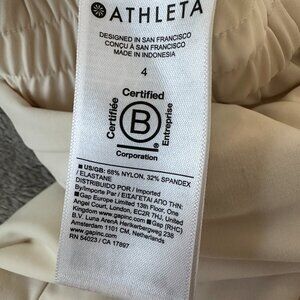 ATHLETA
DESIGNED IN SAN FRANCISCO
CONÇU À SAN FRANCISCO
MADE IN INDONESIA
4
Certified
Certifiée
B
Entreprise
Corporation
■ US/GB: 68% NYLON, 32% SPANDEX
/ ELASTANE
DISTRIBUIDO POR / Imported
By/Importé Par / ΕΙΣΑΓΕΤΑΙ ΑΠΟ ΤΗΝ:
Gap Europe Limited 13th Floor, One
Angel Court, London, EC2R 7HJ, United
Kingdom www.gapinc.com (GB) Gap
B.V. Luna ArenA Herikerbergweg 238
Amsterdam 1101 CM, Netherlands
www.gapinc.com
RN 54023 / CA 17897